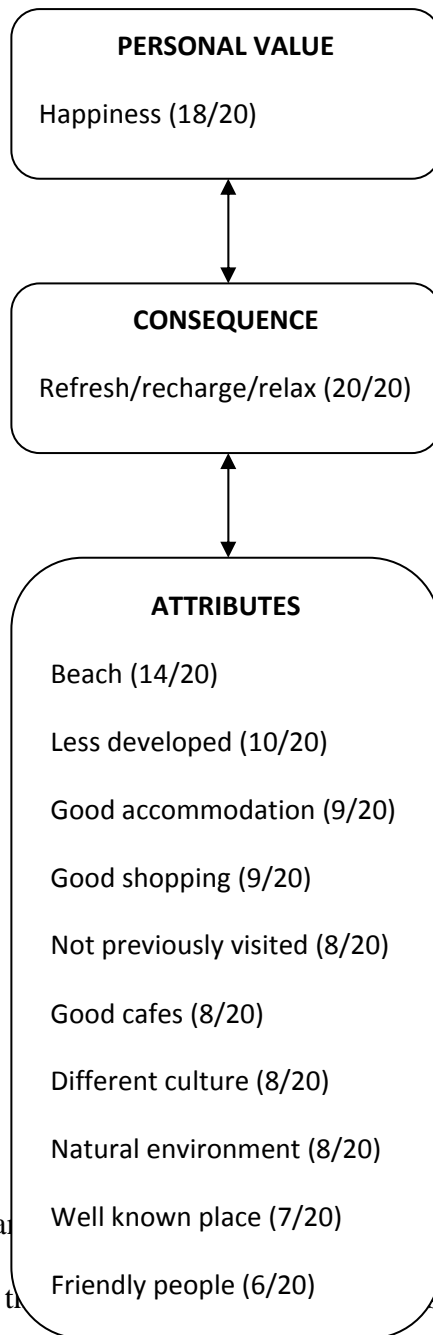 PERSONAL VALUE
Happiness (18/20)
CONSEQUENCE
Refresh/recharge/relax (20/20)
ATTRIBUTES
Beach (14/20)
Less developed (10/20)
Good accommodation (9/20)
Good shopping (9/20)
Not previously visited (8/20)
Good cafes (8/20)
Different culture (8/20)
Natural environment (8/20)
Well known place (7/20)
Friendly people (6/20)